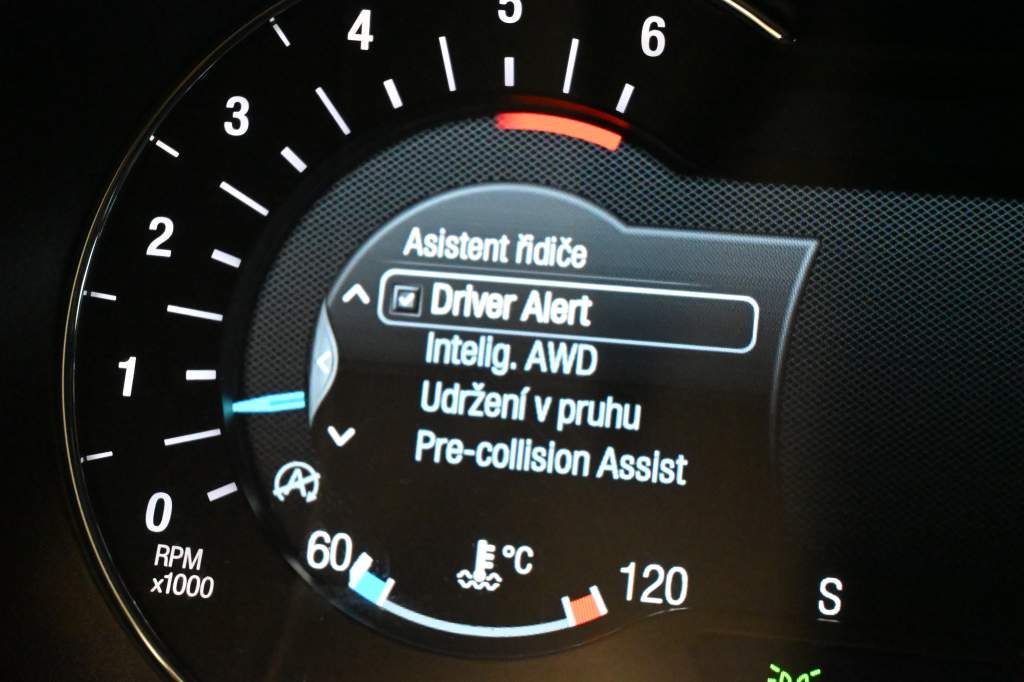 5
4
6
3
2
1
0
RPM
x1000
Asistent řidiče
Driver Alert
Intelig. AWD
Udržení v pruhu
Pre-collision Assist
A
60
°C
120
S